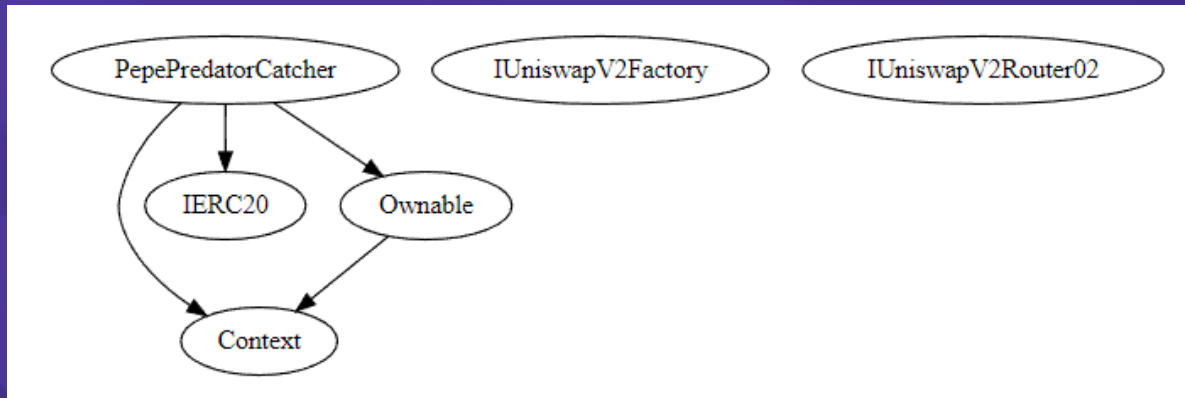 PepePredatorCatcher
IUniswapV2Factory
IUniswapV2Router02
IERC20
Ownable
Context